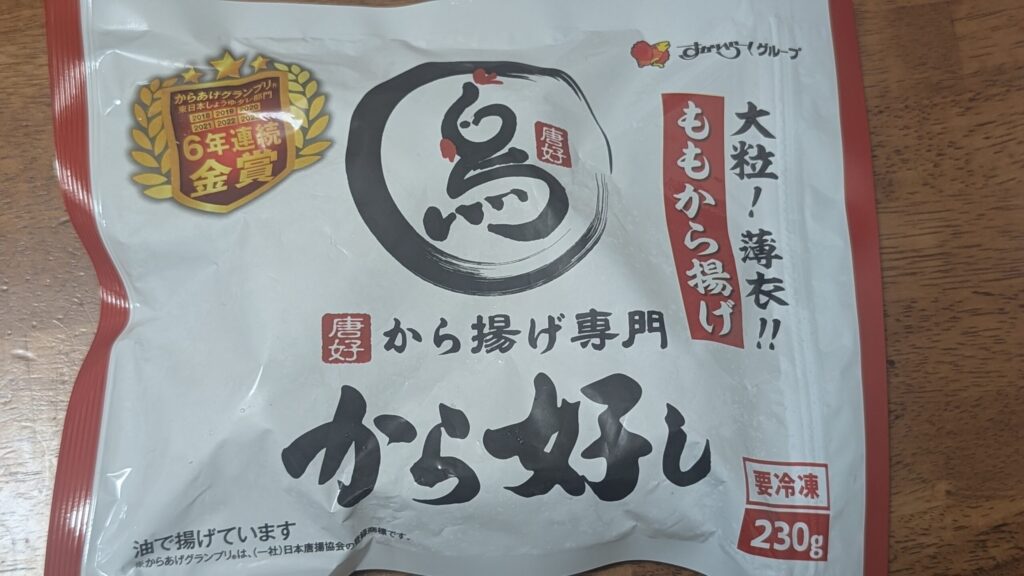 からあげグランプリ®
東日本しょうゆダレ部門
2018 2019 2020
2021 2022
6年連続
金賞
鳥
唐好
すかいらーくグループ
大粒！薄衣!!
ももから揚げ
唐好
から揚げ専門
から好し
要冷凍
230g
油で揚げています
※からあげグランプリ®は、(一社)日本唐揚協会の登録商標です。